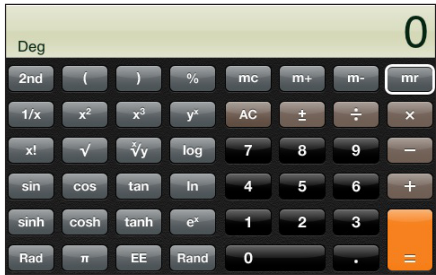 0
Deg
2nd ( ) % mc m+ m- mr
1/x x² x³ yˣ AC ± ÷ ×
x! √ ˣ√y log 7 8 9 −
sin cos tan ln 4 5 6 +
sinh cosh tanh eˣ 1 2 3
Rad π EE Rand 0 . =